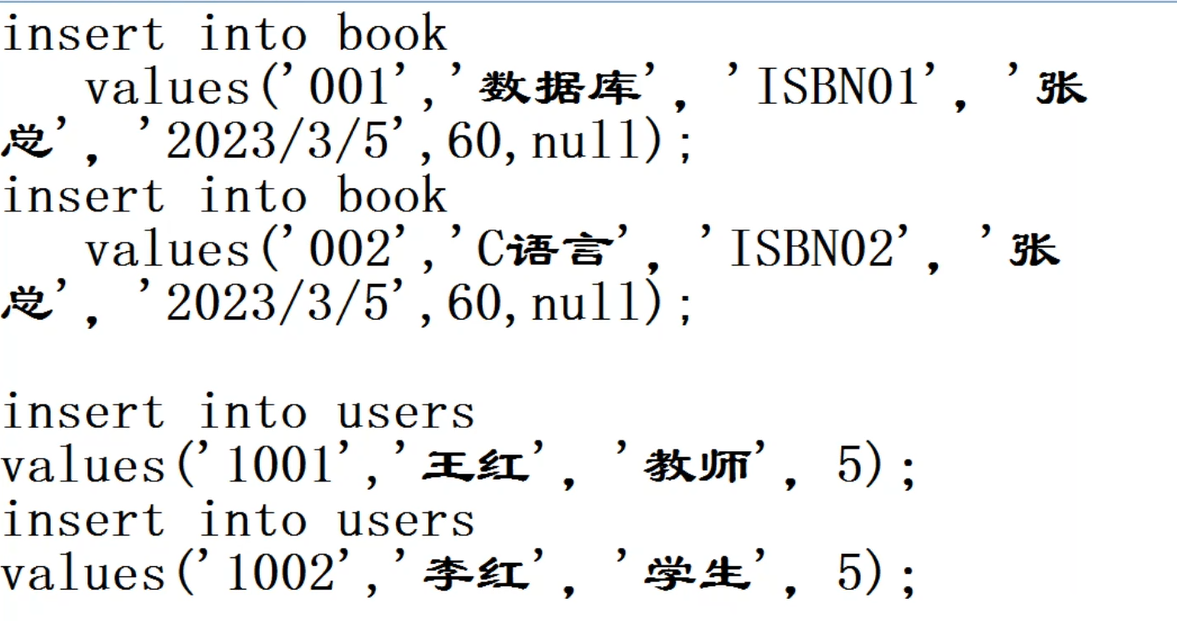 insert into book
values('001','数据库', 'ISBN01', '张
总', '2023/3/5',60,null);
insert into book
values('002','C语言', 'ISBN02', '张
总', '2023/3/5',60,null);
insert into users
values('1001','王红', '教师', 5);
insert into users
values('1002','李红', '学生', 5);